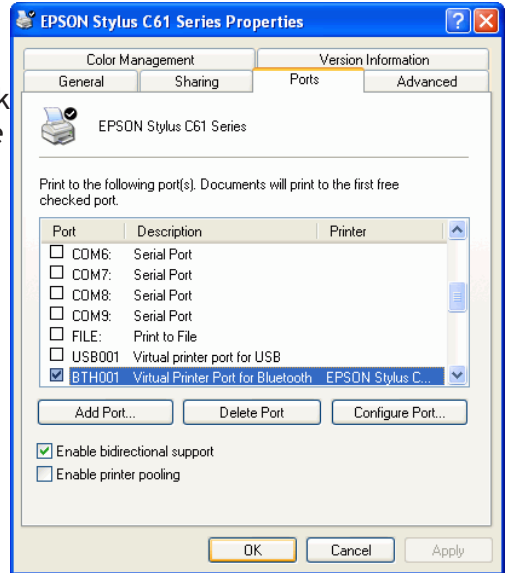 EPSON Stylus C61 Series Properties
Color Management Version Information
General Sharing Ports Advanced
EPSON Stylus C61 Series
Print to the following port(s). Documents will print to the first free
checked port.
Port Description Printer
COM6: Serial Port
COM7: Serial Port
COM8: Serial Port
COM9: Serial Port
FILE: Print to File
USB001 Virtual printer port for USB
BTH001 Virtual Printer Port for Bluetooth EPSON Stylus C...
Add Port... Delete Port Configure Port...
Enable bidirectional support
Enable printer pooling
OK Cancel Apply